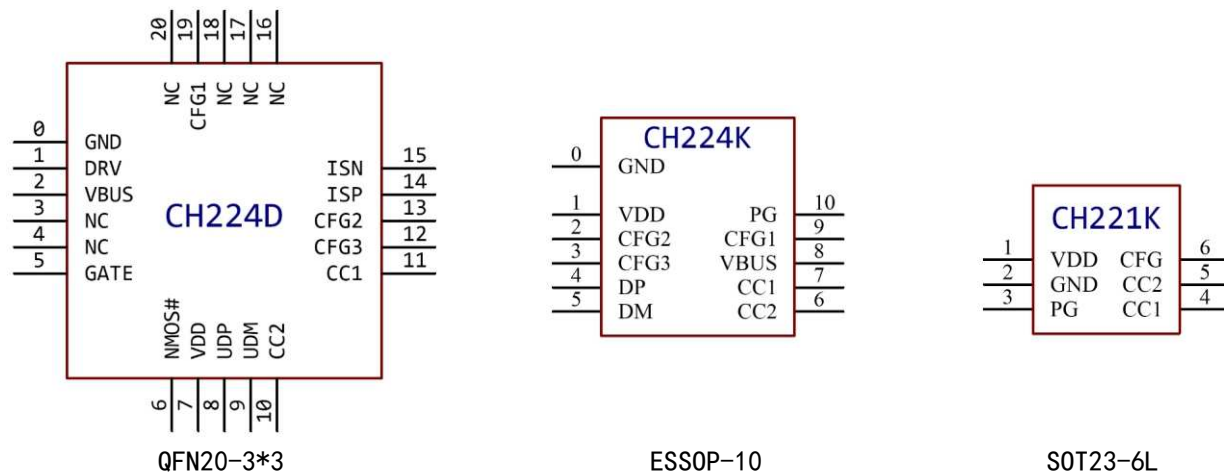 20 19 18 17 16
NC CFG1 NC NC NC
0 GND
1 DRV
2 VBUS
3 NC
4 NC
5 GATE
CH224D
ISN 15
ISP 14
CFG2 13
CFG3 12
CC1 11
NMOS# VDD UDP UDM CC2
6 7 8 9 10
QFN20-3*3
CH224K
0 GND
1 VDD PG 10
2 CFG2 CFG1 9
3 CFG3 VBUS 8
4 DP CC1 7
5 DM CC2 6
ESSOP-10
CH221K
1 VDD CFG 6
2 GND CC2 5
3 PG CC1 4
SOT23-6L